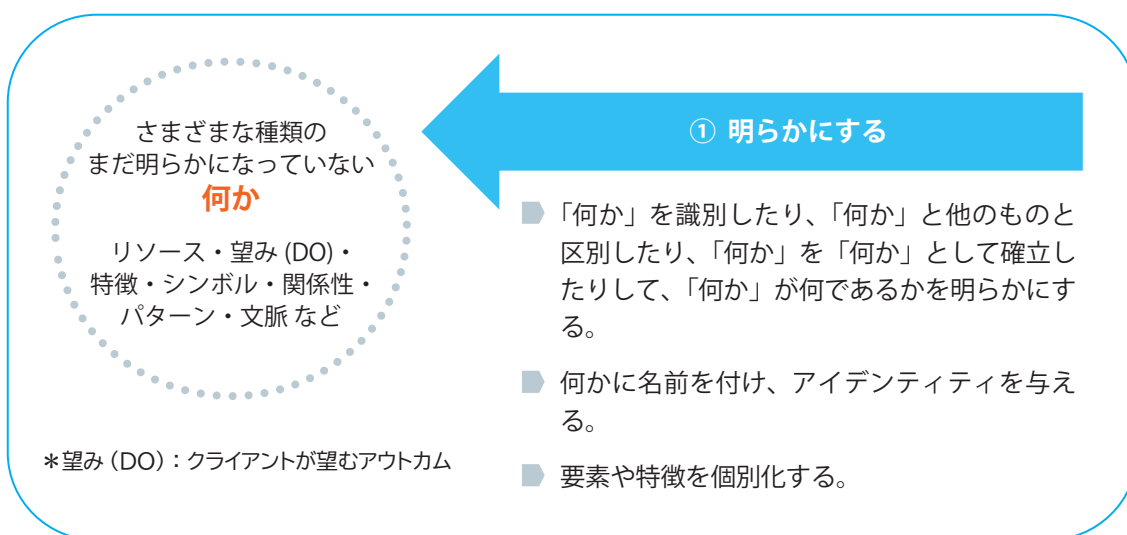 さまざまな種類の
まだ明らかになっていない
何か
リソース・望み (DO)・
特徴・シンボル・関係性・
パターン・文脈 など
＊望み（DO）：クライアントが望むアウトカム
① 明らかにする
「何か」を識別したり、「何か」と他のものと
区別したり、「何か」を「何か」として確立し
たりして、「何か」が何であるかを明らかにす
る。
何かに名前を付け、アイデンティティを与え
る。
要素や特徴を個別化する。